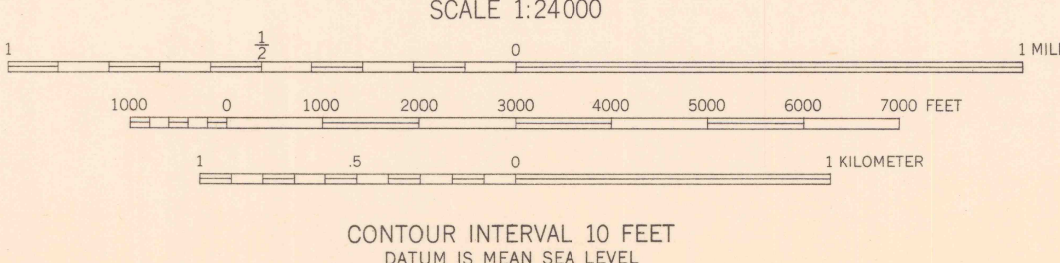 SCALE 1:24000
1 1/2 0 1 MIL
1000 0 1000 2000 3000 4000 5000 6000 7000 FEET
1 .5 0 1 KILOMETER
CONTOUR INTERVAL 10 FEET
DATUM IS MEAN SEA LEVEL